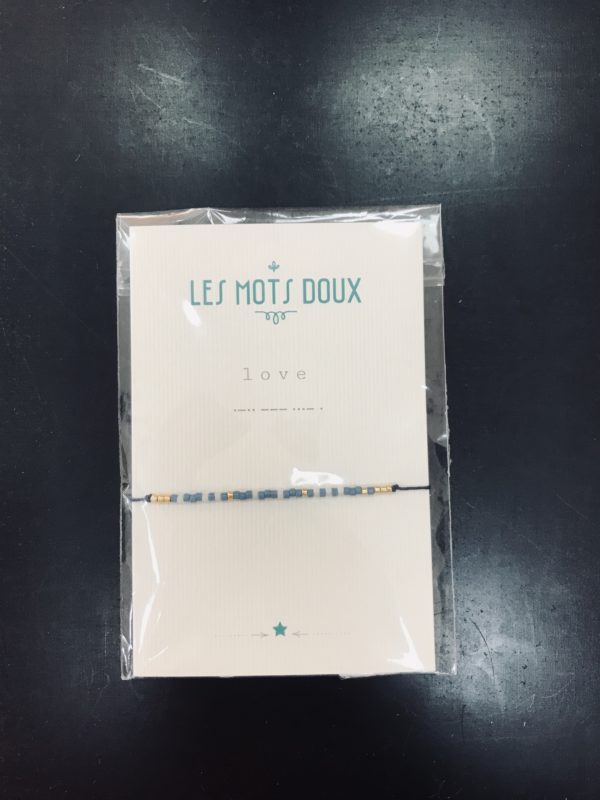 LES MOTS DOUX
love
.-.. --- ...- .